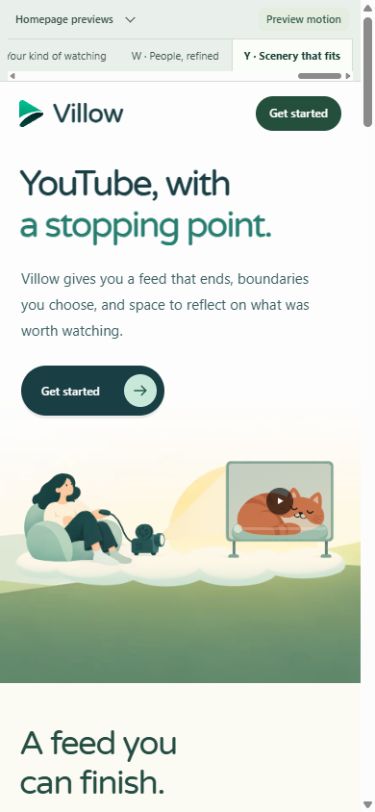 Homepage previews
Preview motion
Your kind of watching
W · People, refined
Y · Scenery that fits
Villow
Get started
YouTube, with
a stopping point.
Villow gives you a feed that ends, boundaries
you choose, and space to reflect on what was
worth watching.
Get started
A feed you
can finish.